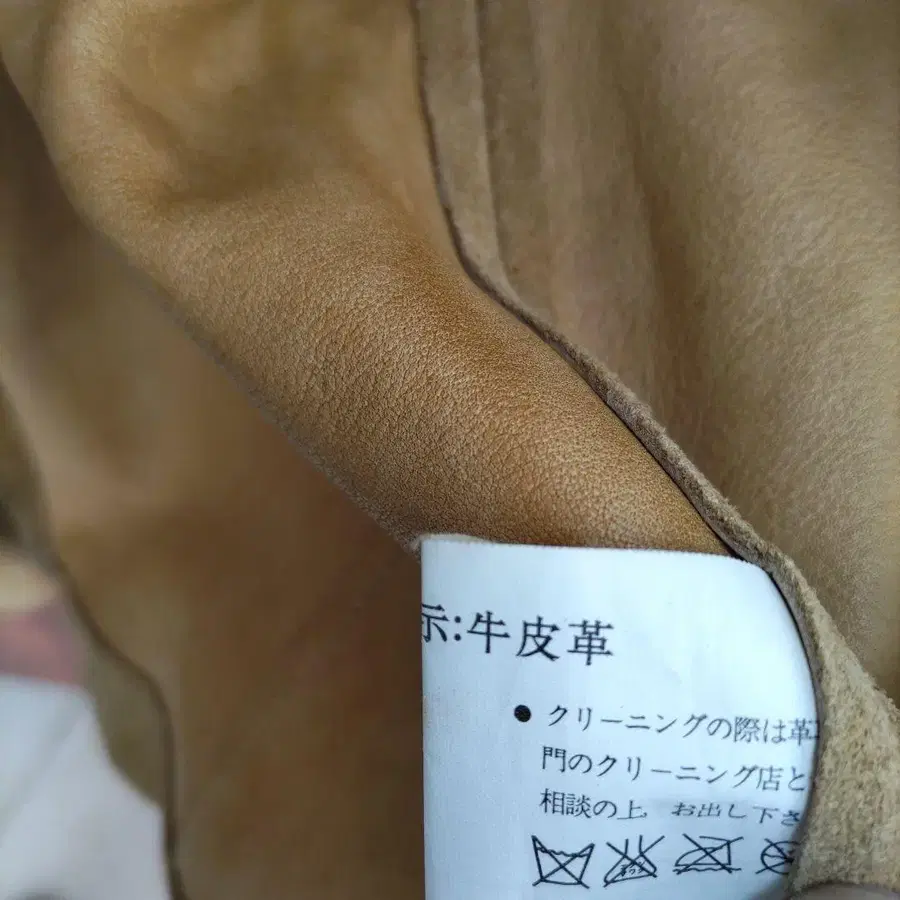 示:牛皮革
● クリーニングの際は革
門のクリーニング店と
相談の上 お出し下さ